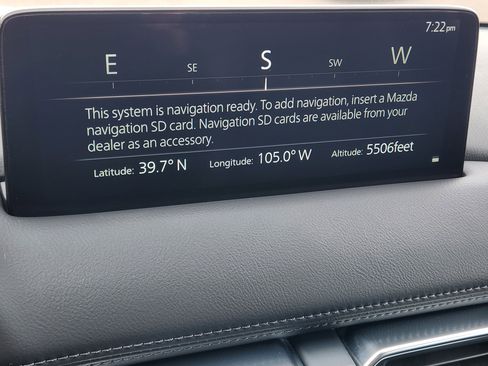 7:22pm
E SE S SW W
This system is navigation ready. To add navigation, insert a Mazda
navigation SD card. Navigation SD cards are available from your
dealer as an accessory.
Latitude: 39.7° N Longitude: 105.0° W Altitude: 5506feet